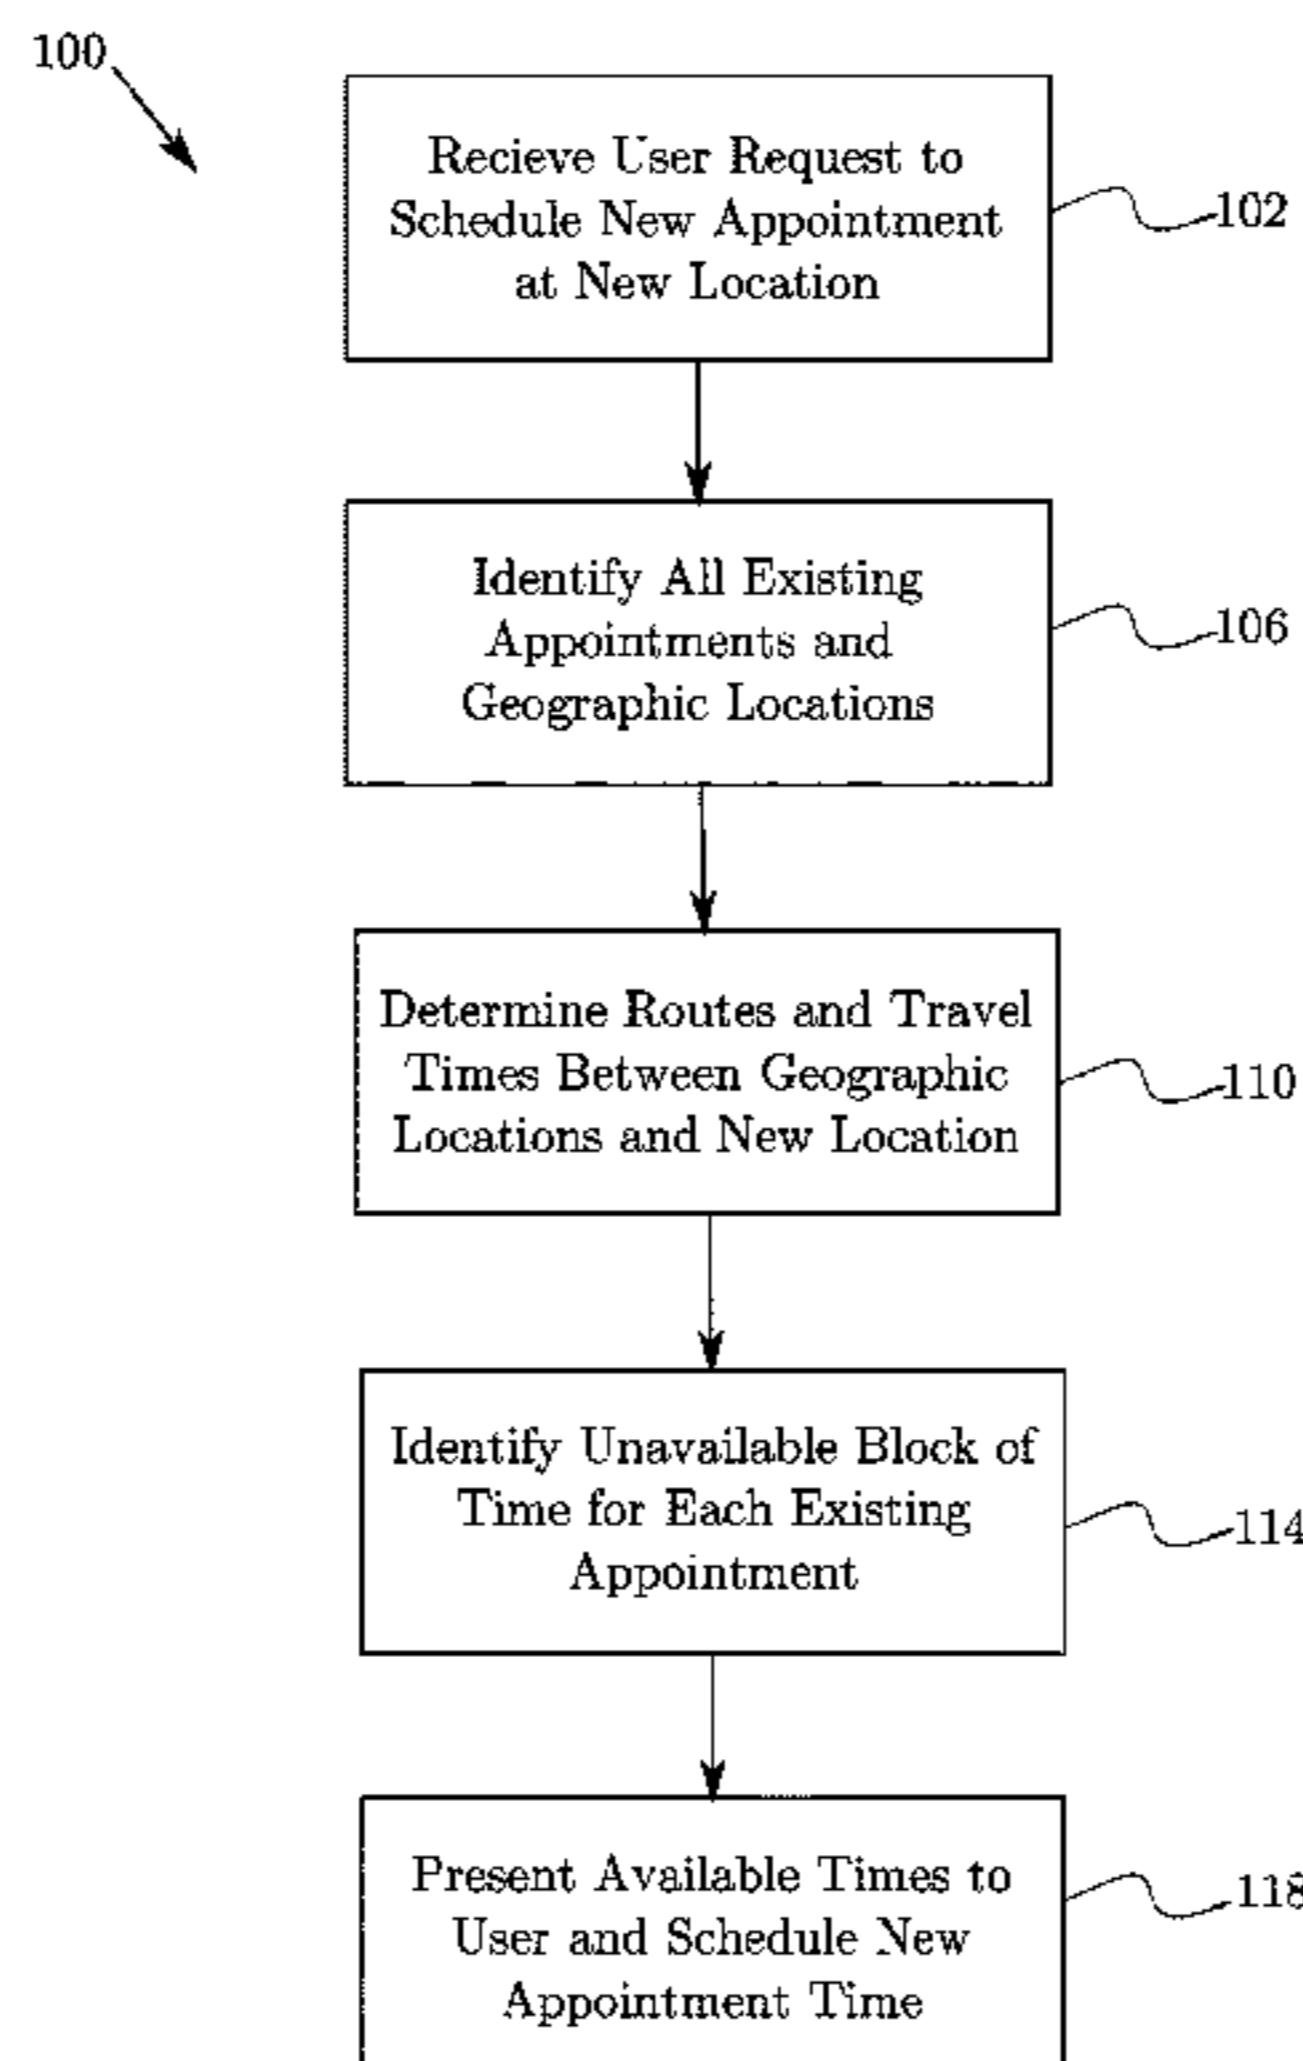 100
Recieve User Request to
Schedule New Appointment
at New Location
102
Identify All Existing
Appointments and
Geographic Locations
106
Determine Routes and Travel
Times Between Geographic
Locations and New Location
110
Identify Unavailable Block of
Time for Each Existing
Appointment
114
Present Available Times to
User and Schedule New
Appointment Time
118